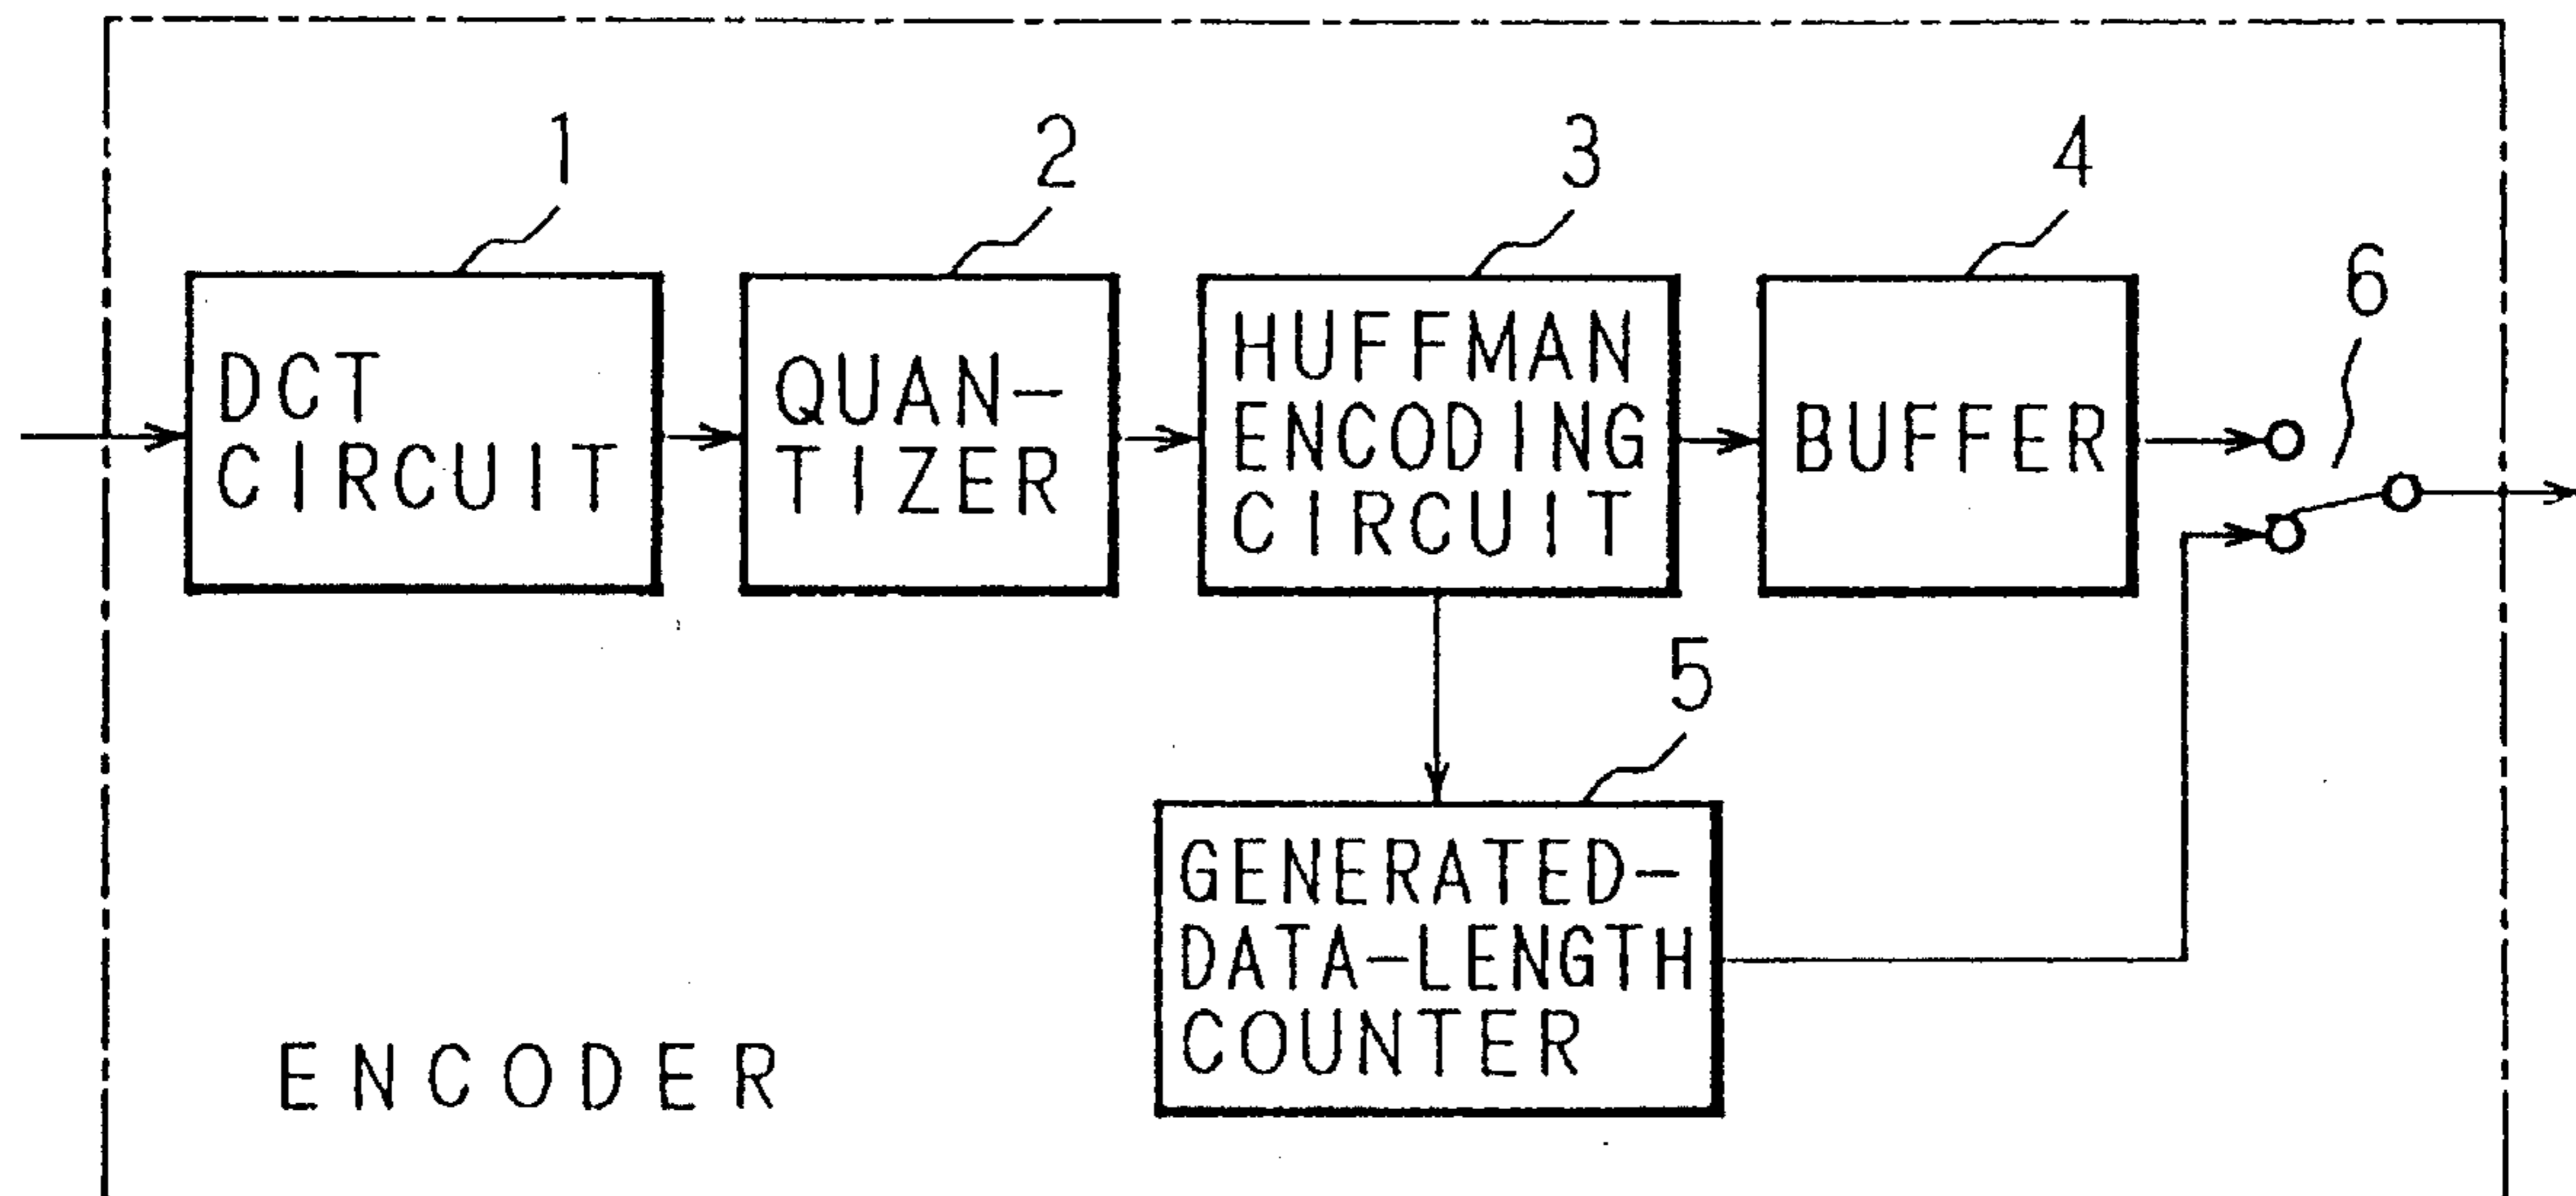 1
2
3
4
6
DCT
CIRCUIT
QUAN-
TIZER
HUFFMAN
ENCODING
CIRCUIT
BUFFER
5
GENERATED-
DATA-LENGTH
COUNTER
ENCODER